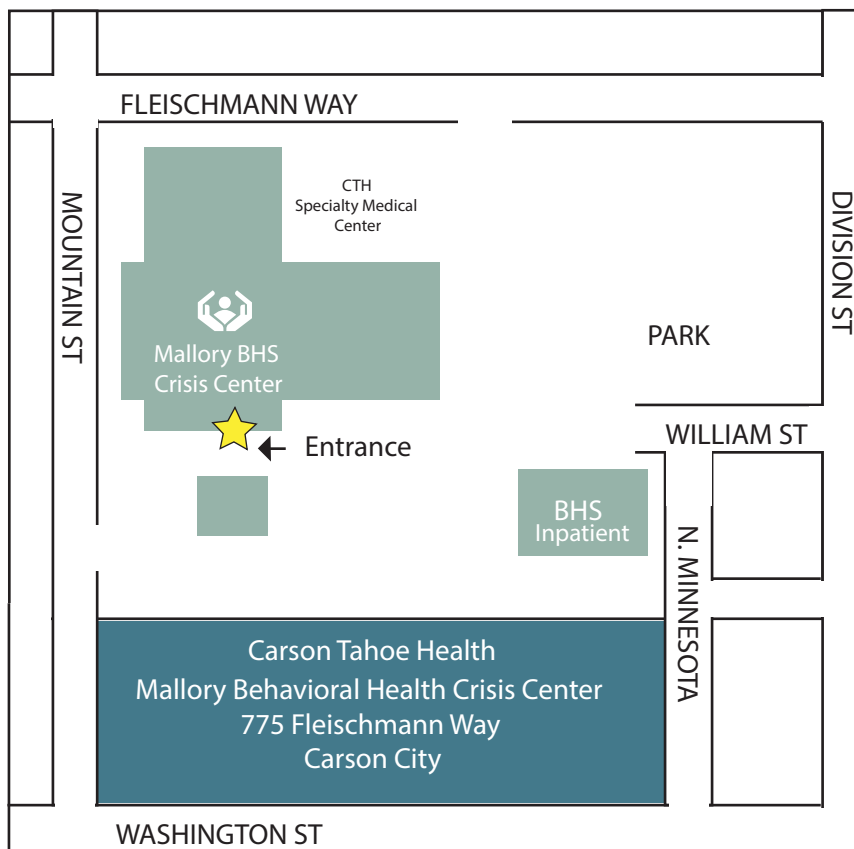 FLEISCHMANN WAY
MOUNTAIN ST
CTH
Specialty Medical
Center
DIVISION ST
Mallory BHS
Crisis Center
PARK
Entrance
WILLIAM ST
BHS
Inpatient
N. MINNESOTA
Carson Tahoe Health
Mallory Behavioral Health Crisis Center
775 Fleischmann Way
Carson City
WASHINGTON ST